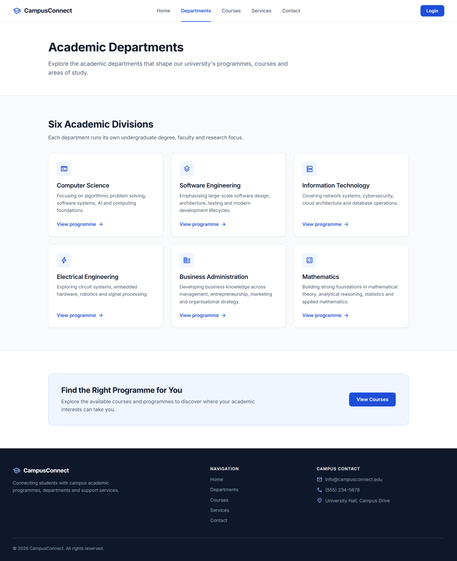 CampusConnect
Home Departments Courses Services Contact
Login
Academic Departments
Explore the academic departments that shape our university's programmes, courses and
areas of study.
Six Academic Divisions
Each department runs its own undergraduate degree, faculty and research focus.
Computer Science
Focusing on algorithmic problem solving,
software systems, AI and computing
foundations.
View programme →
Software Engineering
Emphasising large-scale software design,
architecture, testing and modern
development lifecycles.
View programme →
Information Technology
Covering network systems, cybersecurity,
cloud architecture and database operations.
View programme →
Electrical Engineering
Exploring circuit systems, embedded
hardware, robotics and signal processing.
View programme →
Business Administration
Developing business knowledge across
management, entrepreneurship, marketing
and organisational strategy.
View programme →
Mathematics
Building strong foundations in mathematical
theory, analytical reasoning, statistics and
applied mathematics.
View programme →
Find the Right Programme for You
Explore the available courses and programmes to discover where your academic
interests can take you.
View Courses
CampusConnect
Connecting students with campus academic
programmes, departments and support services.
NAVIGATION
Home
Departments
Courses
Services
Contact
CAMPUS CONTACT
info@campusconnect.edu
(555) 234-5678
University Hall, Campus Drive
© 2026 CampusConnect. All rights reserved.